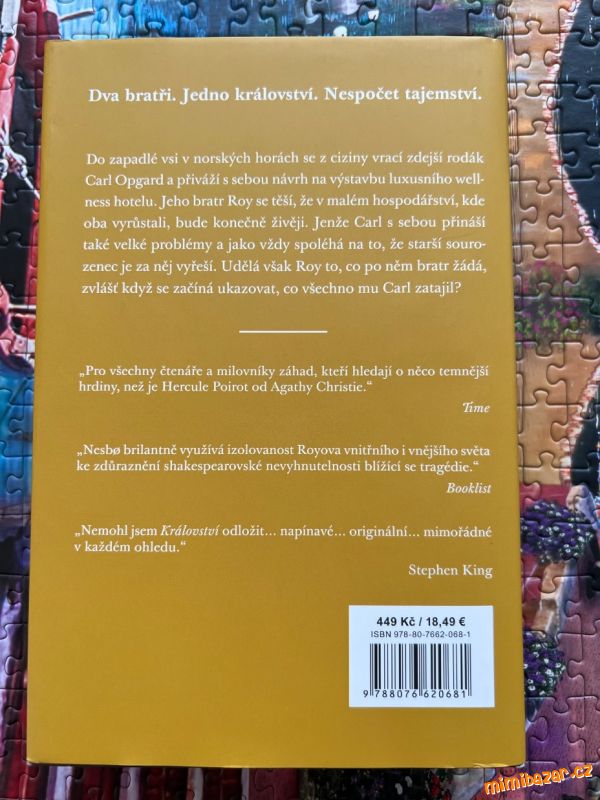 Dva bratři. Jedno království. Nespočet tajemství.
Do zapadlé vsi v norských horách se z ciziny vrací zdejší rodák
Carl Opgard a přiváží s sebou návrh na výstavbu luxusního well-
ness hotelu. Jeho bratr Roy se těší, že v malém hospodářství, kde
oba vyrůstali, bude konečně živěji. Jenže Carl s sebou přináší
také velké problémy a jako vždy spoléhá na to, že starší souro-
zenec je za něj vyřeší. Udělá však Roy to, co po něm bratr žádá,
zvlášť když se začíná ukazovat, co všechno mu Carl zatajil?
„Pro všechny čtenáře a milovníky záhad, kteří hledají o něco temnější
hrdiny, než je Hercule Poirot od Agathy Christie.“
Time
„Nesbø brilantně využívá izolovanost Royova vnitřního i vnějšího světa
ke zdůraznění shakespearovské nevyhnutelnosti blížící se tragédie.“
Booklist
„Nemohl jsem Království odložit... napínavé... originální... mimořádné
v každém ohledu.“
Stephen King
449 Kč / 18,49 €
ISBN 978-80-7662-068-1
9 788076 620681
mimibazar.cz